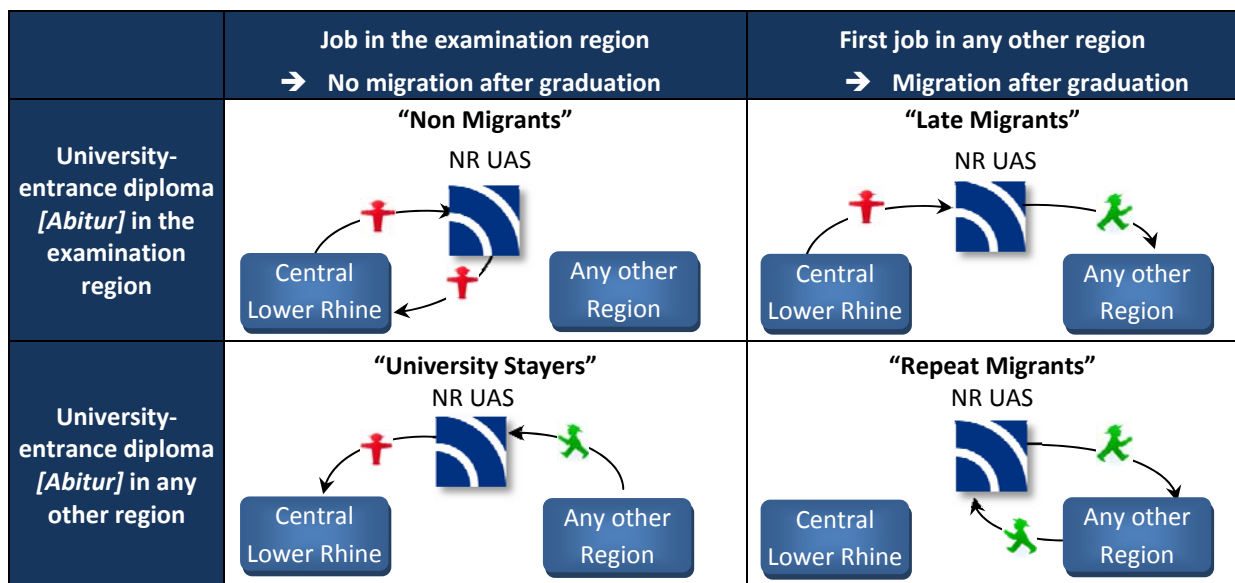 Job in the examination region
➔ No migration after graduation
First job in any other region
➔ Migration after graduation
University-
entrance diploma
[Abitur] in the
examination
region
“Non Migrants”
NR UAS
Central
Lower Rhine
Any other
Region
“Late Migrants”
NR UAS
Central
Lower Rhine
Any other
Region
University-
entrance diploma
[Abitur] in any
other region
“University Stayers”
NR UAS
Central
Lower Rhine
Any other
Region
“Repeat Migrants”
NR UAS
Central
Lower Rhine
Any other
Region